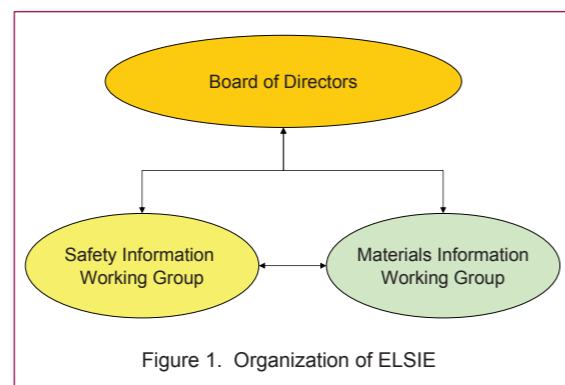 Board of Directors
Safety Information
Working Group
Materials Information
Working Group
Figure 1. Organization of ELSIE